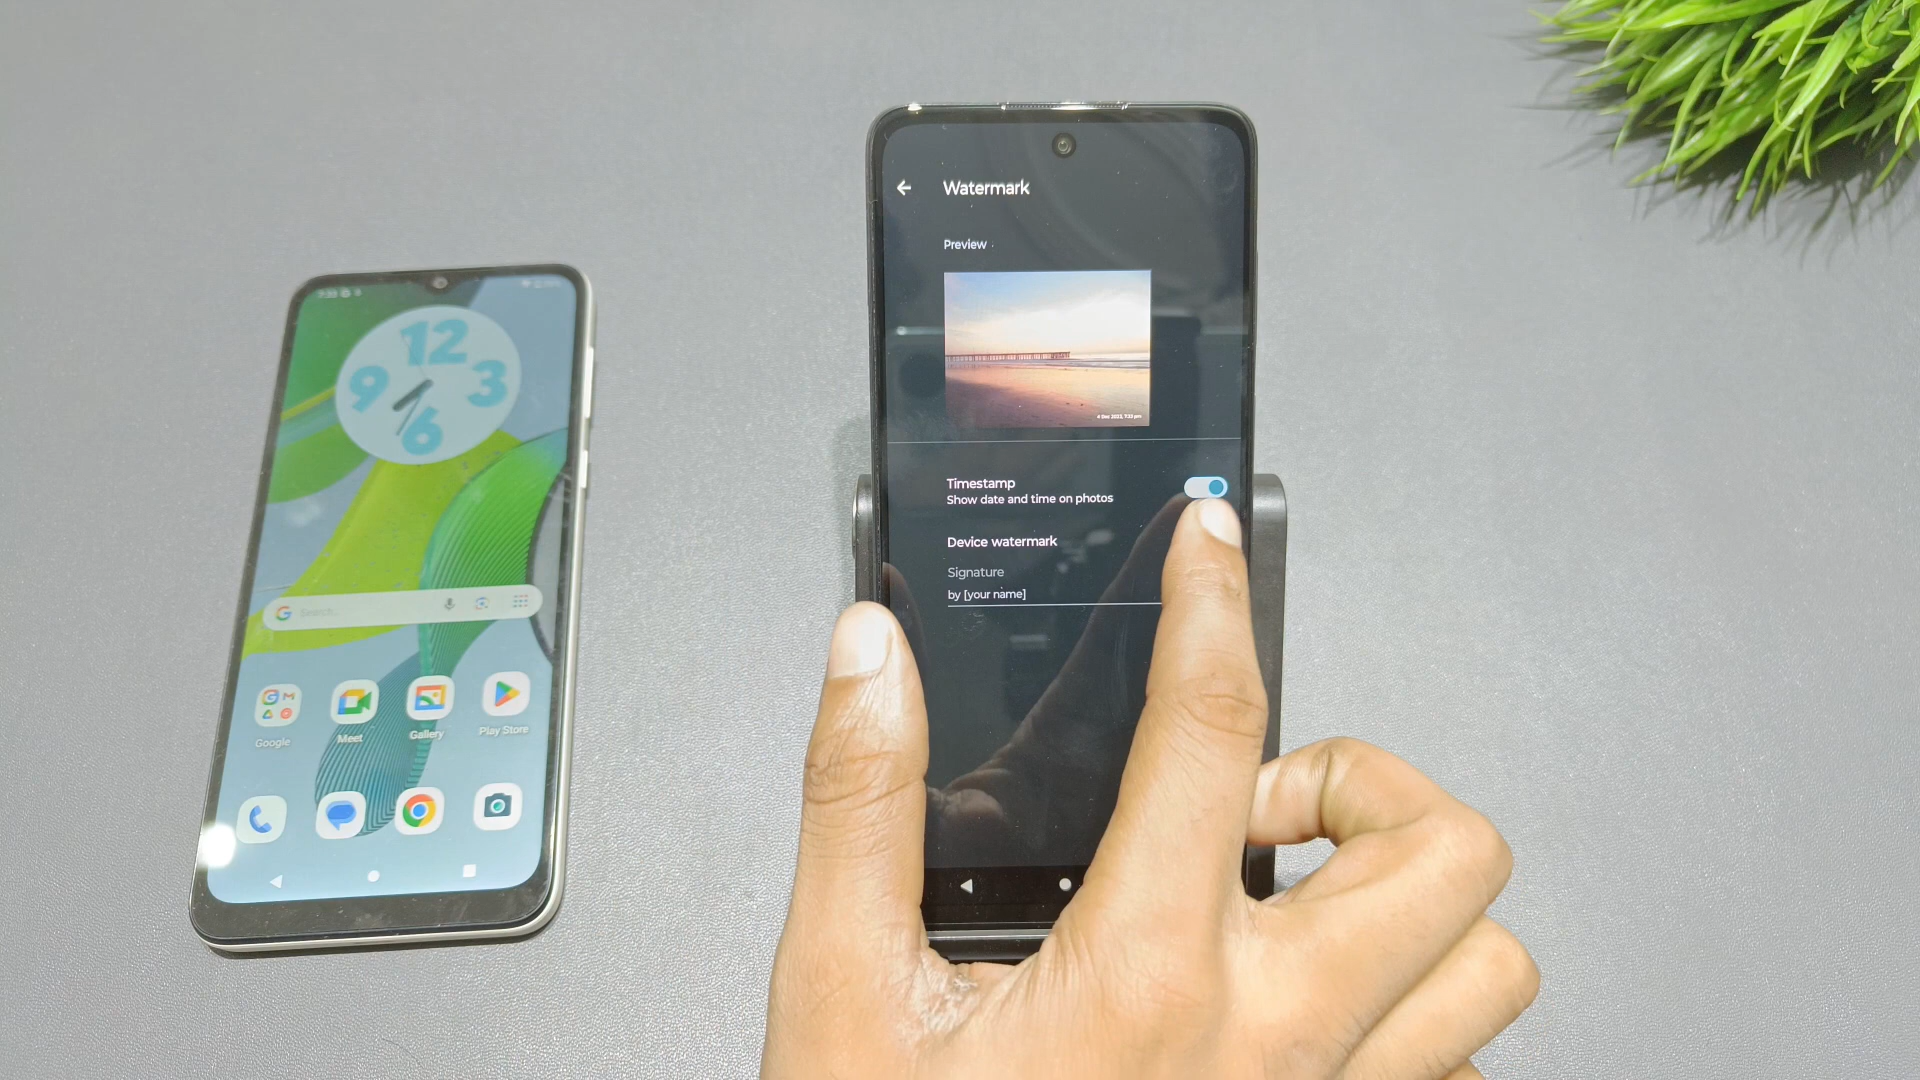 Watermark
Preview
Timestamp
Show date and time on photos
Device watermark
Signature
by [your name]
12
9
3
6
Search...
Google
Meet
Gallery
Play Store